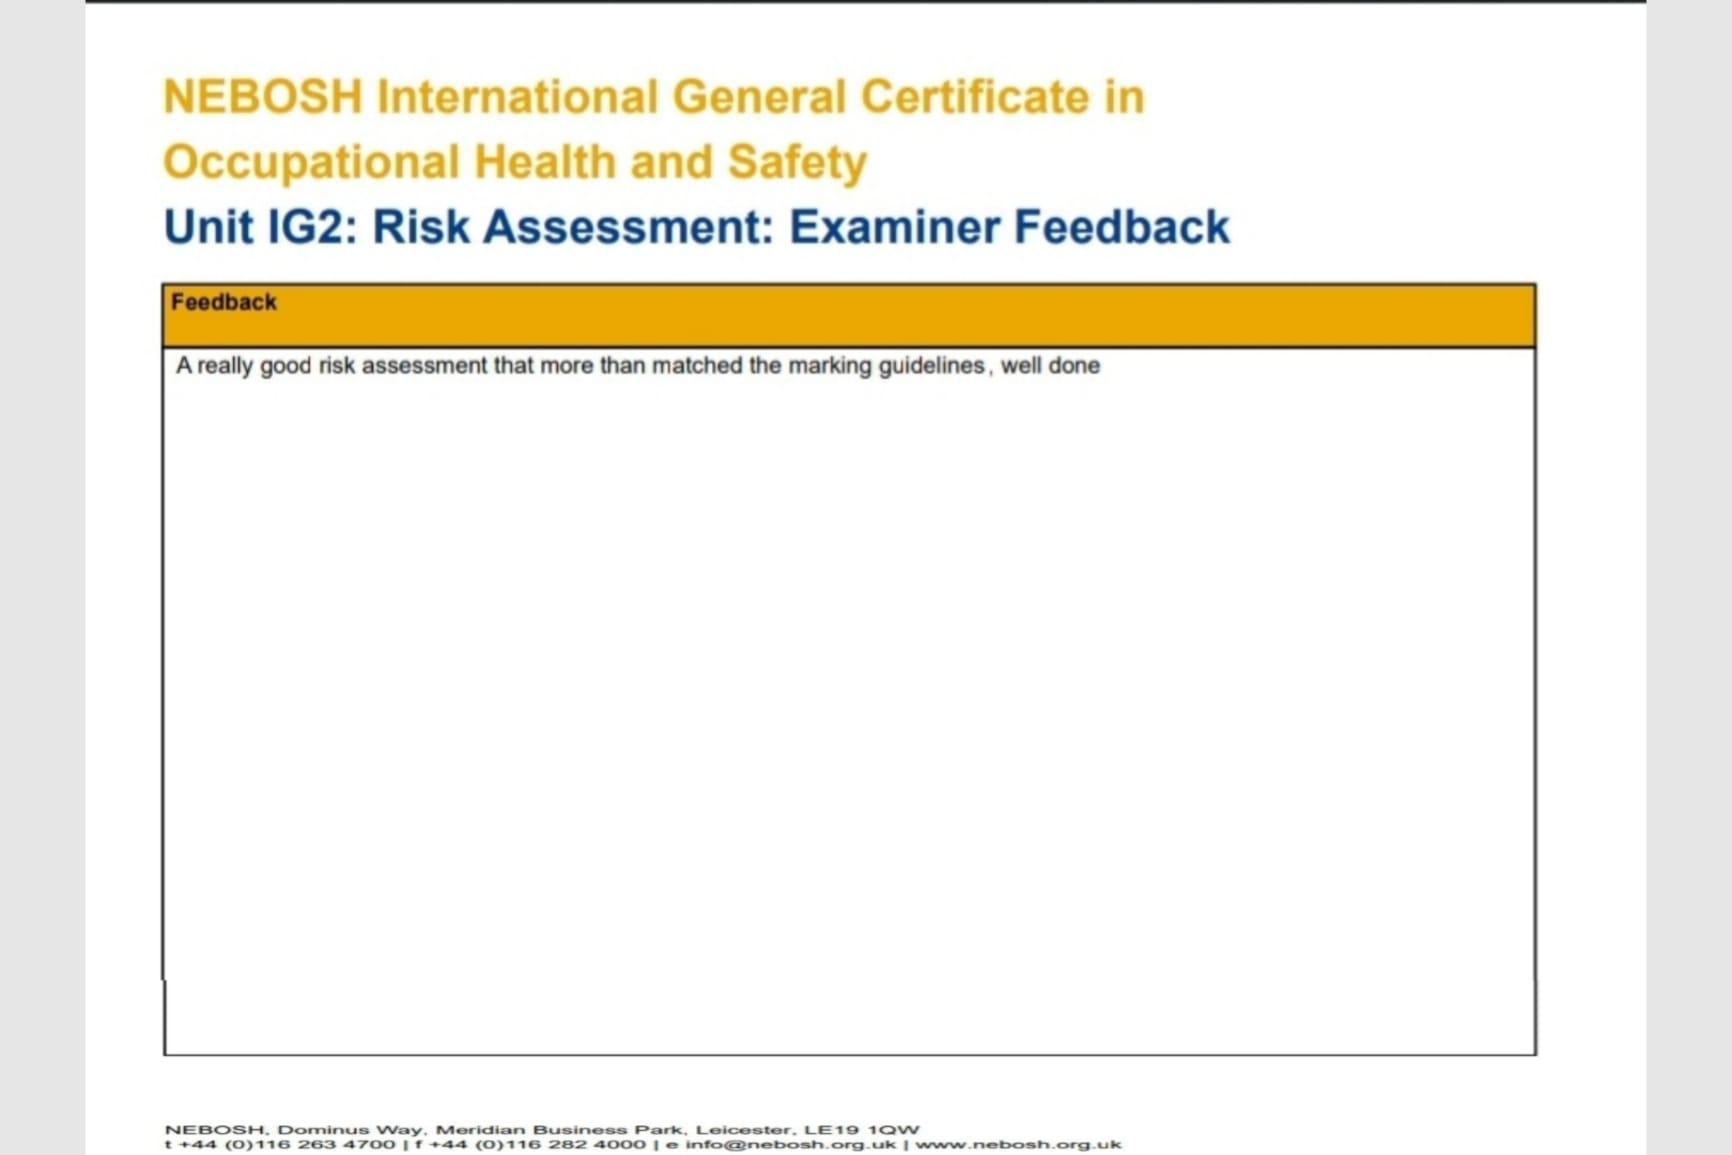 NEBOSH International General Certificate in
Occupational Health and Safety
Unit IG2: Risk Assessment: Examiner Feedback
Feedback
A really good risk assessment that more than matched the marking guidelines, well done
NEBOSH, Dominus Way, Meridian Business Park, Leicester, LE19 1QW
t +44 (0)116 263 4700 | f +44 (0)116 282 4000 | e info@nebosh.org.uk | www.nebosh.org.uk